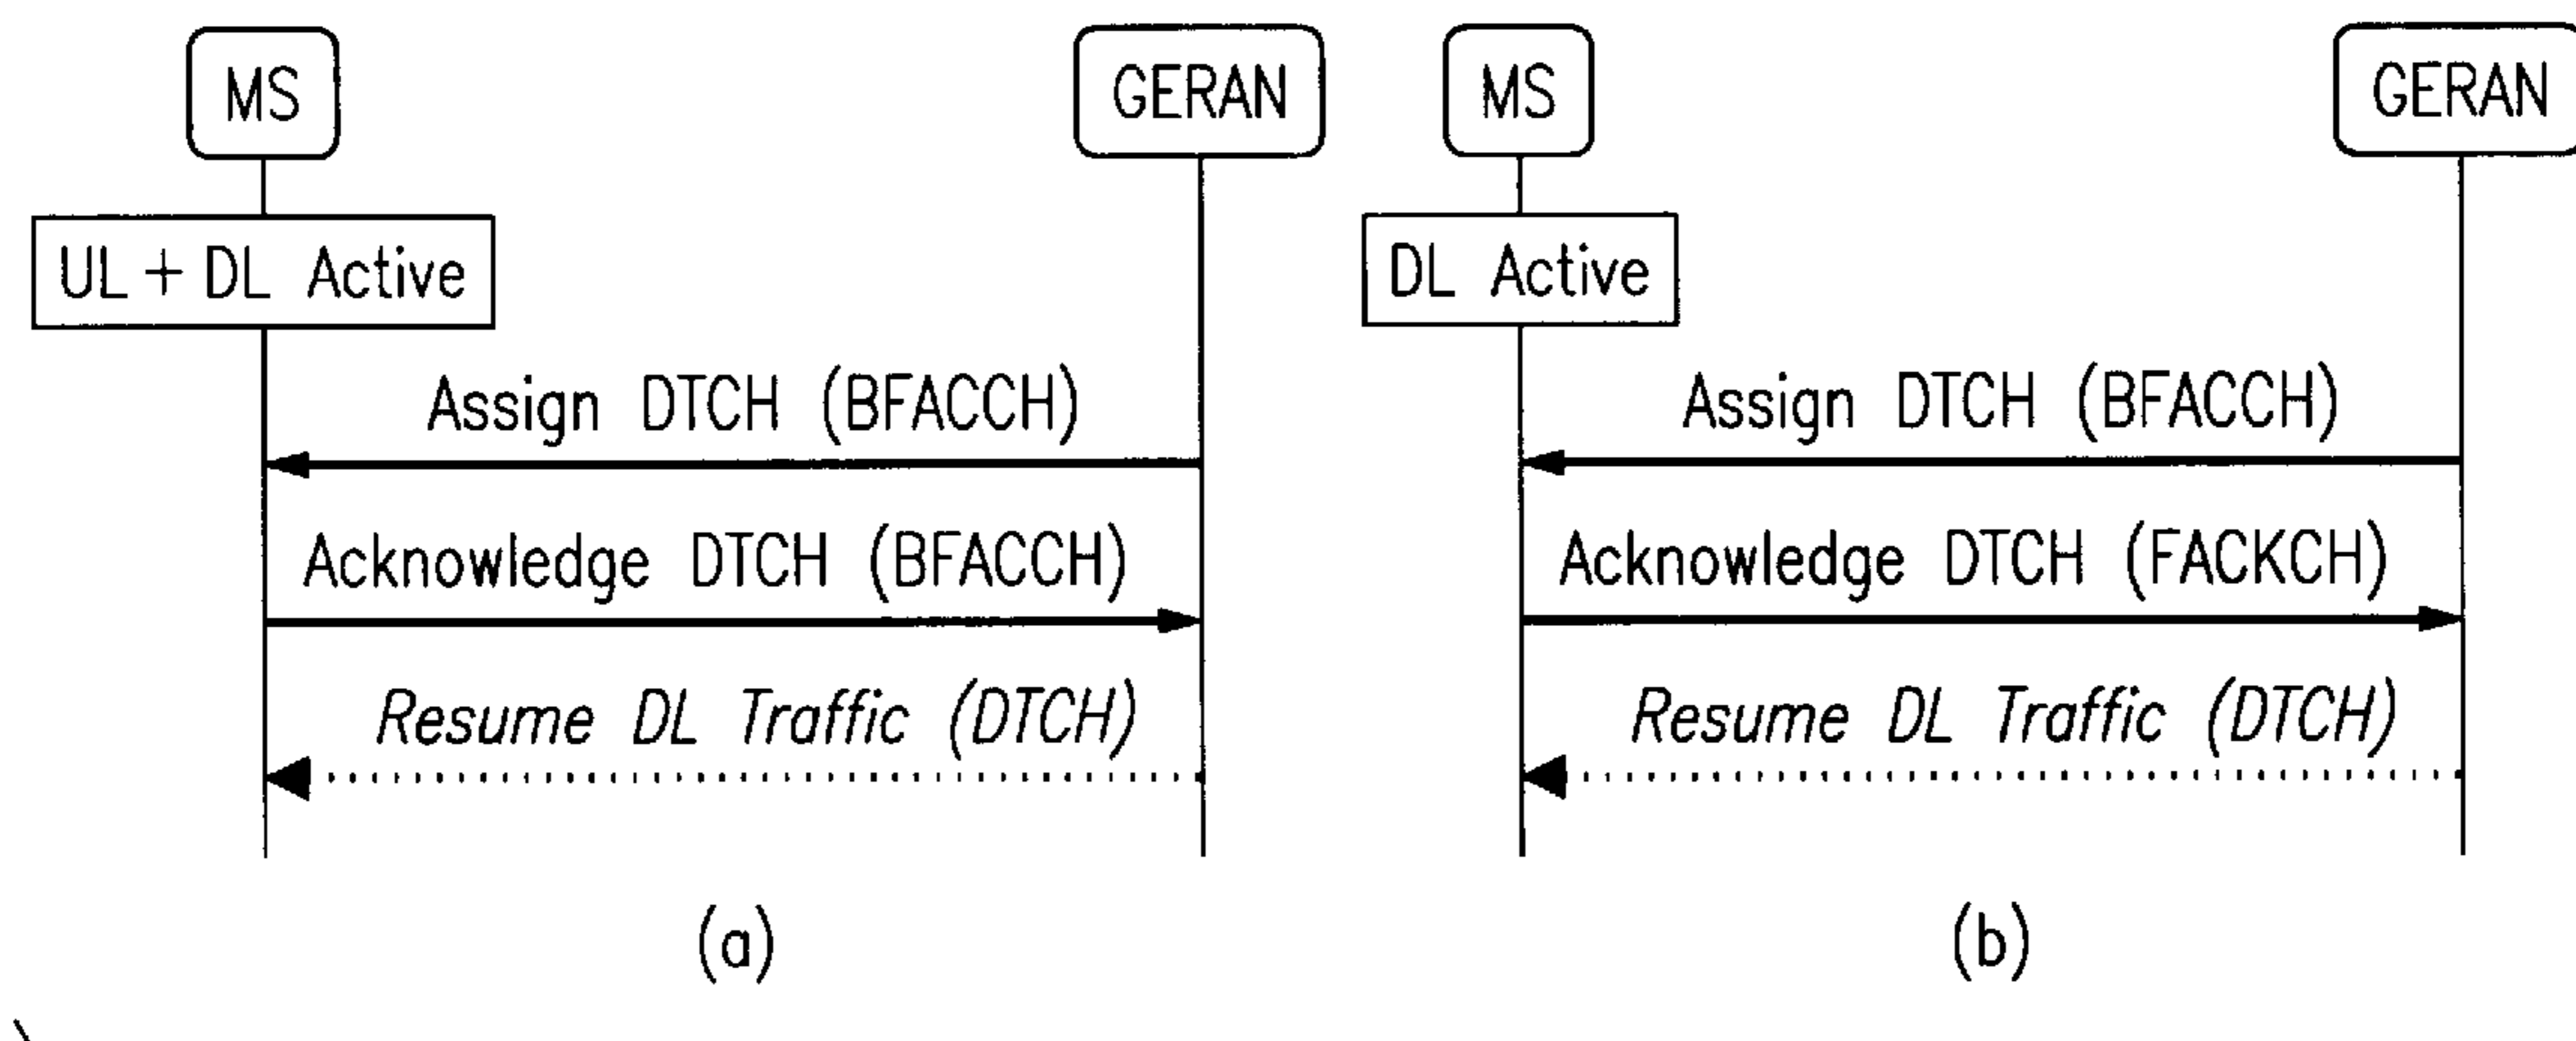 MS
GERAN
UL + DL Active
Assign DTCH (BFACCH)
Acknowledge DTCH (BFACCH)
Resume DL Traffic (DTCH)
(a)
MS
GERAN
DL Active
Assign DTCH (BFACCH)
Acknowledge DTCH (FACKCH)
Resume DL Traffic (DTCH)
(b)